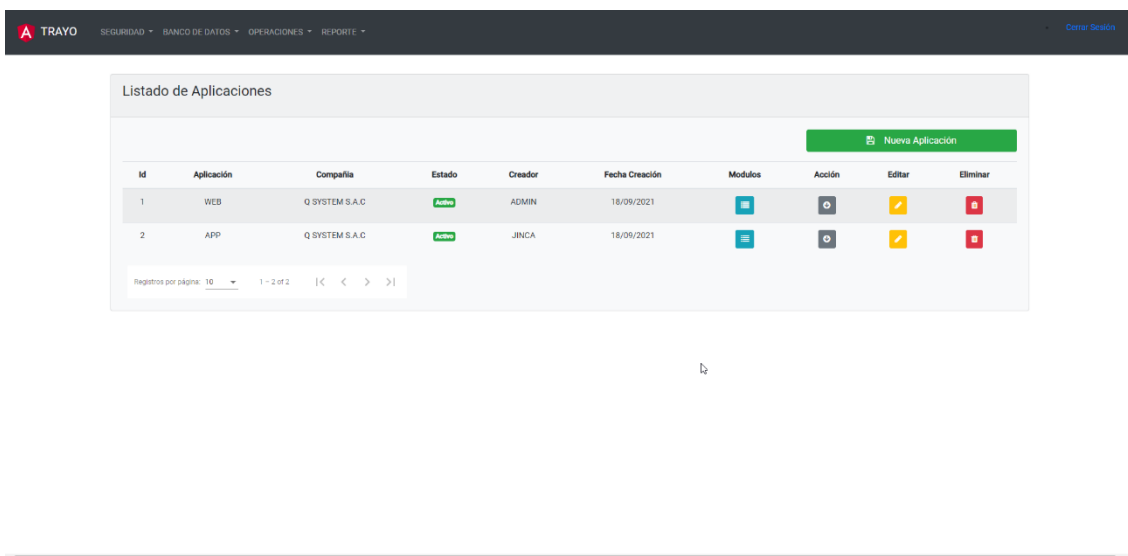 TRAYO SEGURIDAD BANCO DE DATOS OPERACIONES REPORTE Cerrar Sesión
Listado de Aplicaciones
Nueva Aplicación
Id Aplicación Compañia Estado Creador Fecha Creación Modulos Acción Editar Eliminar
1 WEB Q SYSTEM S.A.C Activo ADMIN 18/09/2021
2 APP Q SYSTEM S.A.C Activo JINCA 18/09/2021
Registros por página: 10 1 – 2 of 2